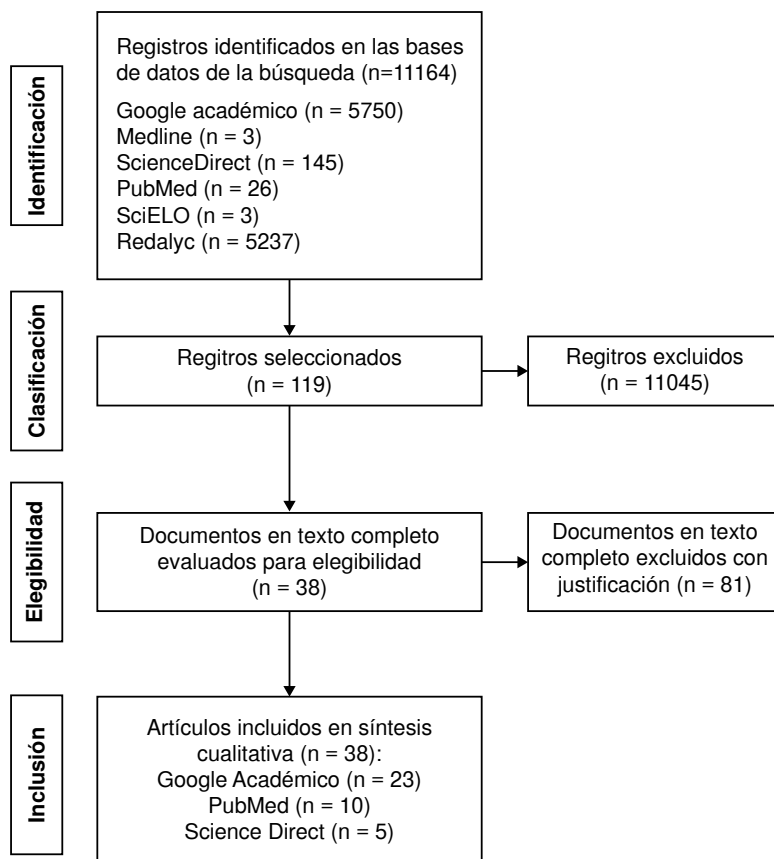 Identificación
Registros identificados en las bases
de datos de la búsqueda (n=11164)
Google académico (n = 5750)
Medline (n = 3)
ScienceDirect (n = 145)
PubMed (n = 26)
SciELO (n = 3)
Redalyc (n = 5237)
Clasificación
Regitros seleccionados
(n = 119)
Regitros excluidos
(n = 11045)
Elegibilidad
Documentos en texto completo
evaluados para elegibilidad
(n = 38)
Documentos en texto
completo excluidos con
justificación (n = 81)
Inclusión
Artículos incluidos en síntesis
cualitativa (n = 38):
Google Académico (n = 23)
PubMed (n = 10)
Science Direct (n = 5)